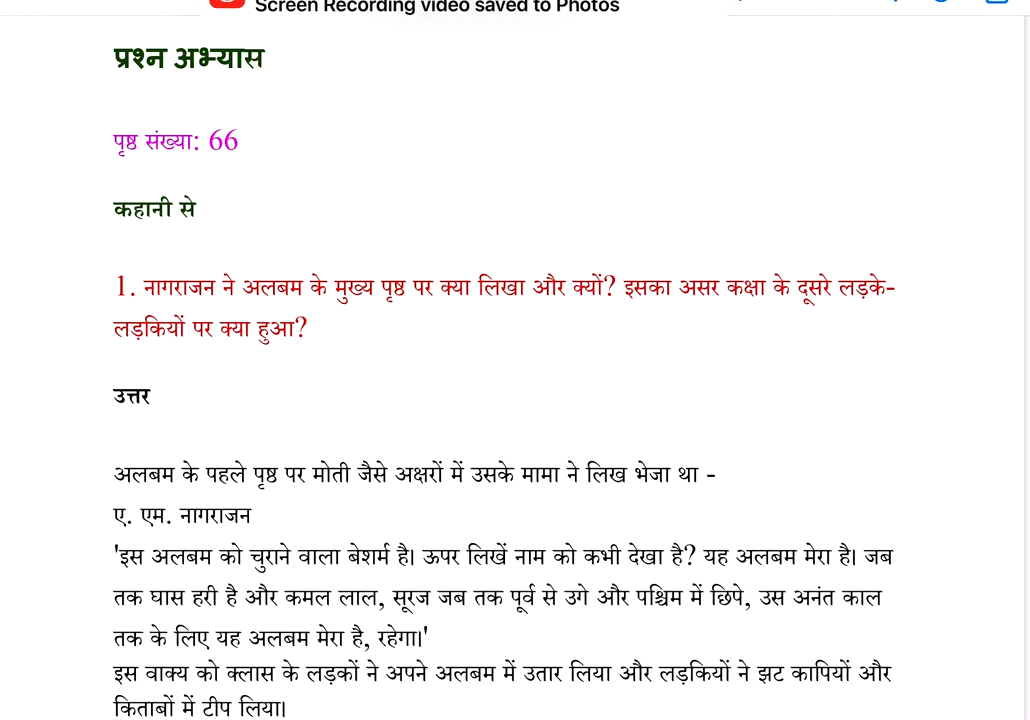 Screen Recording video saved to Photos
प्रश्न अभ्यास
पृष्ठ संख्या: 66
कहानी से
1. नागराजन ने अलबम के मुख्य पृष्ठ पर क्या लिखा और क्यों? इसका असर कक्षा के दूसरे लड़के-
लड़कियों पर क्या हुआ?
उत्तर
अलबम के पहले पृष्ठ पर मोती जैसे अक्षरों में उसके मामा ने लिख भेजा था -
ए. एम. नागराजन
'इस अलबम को चुराने वाला बेशर्म है। ऊपर लिखें नाम को कभी देखा है? यह अलबम मेरा है। जब
तक घास हरी है और कमल लाल, सूरज जब तक पूर्व से उगे और पश्चिम में छिपे, उस अनंत काल
तक के लिए यह अलबम मेरा है, रहेगा।'
इस वाक्य को क्लास के लड़कों ने अपने अलबम में उतार लिया और लड़कियों ने झट कापियों और
किताबों में टीप लिया।